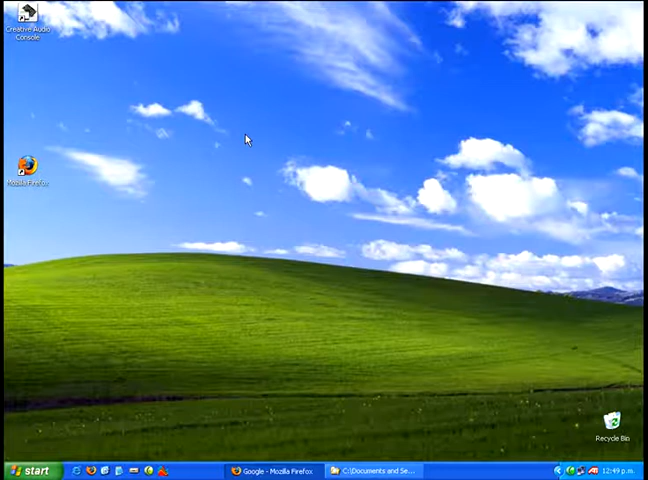 Creative Audio
Console
Mozilla Firefox
Recycle Bin
start
Google - Mozilla Firefox
C:\Documents and Se...
12:49 p.m.